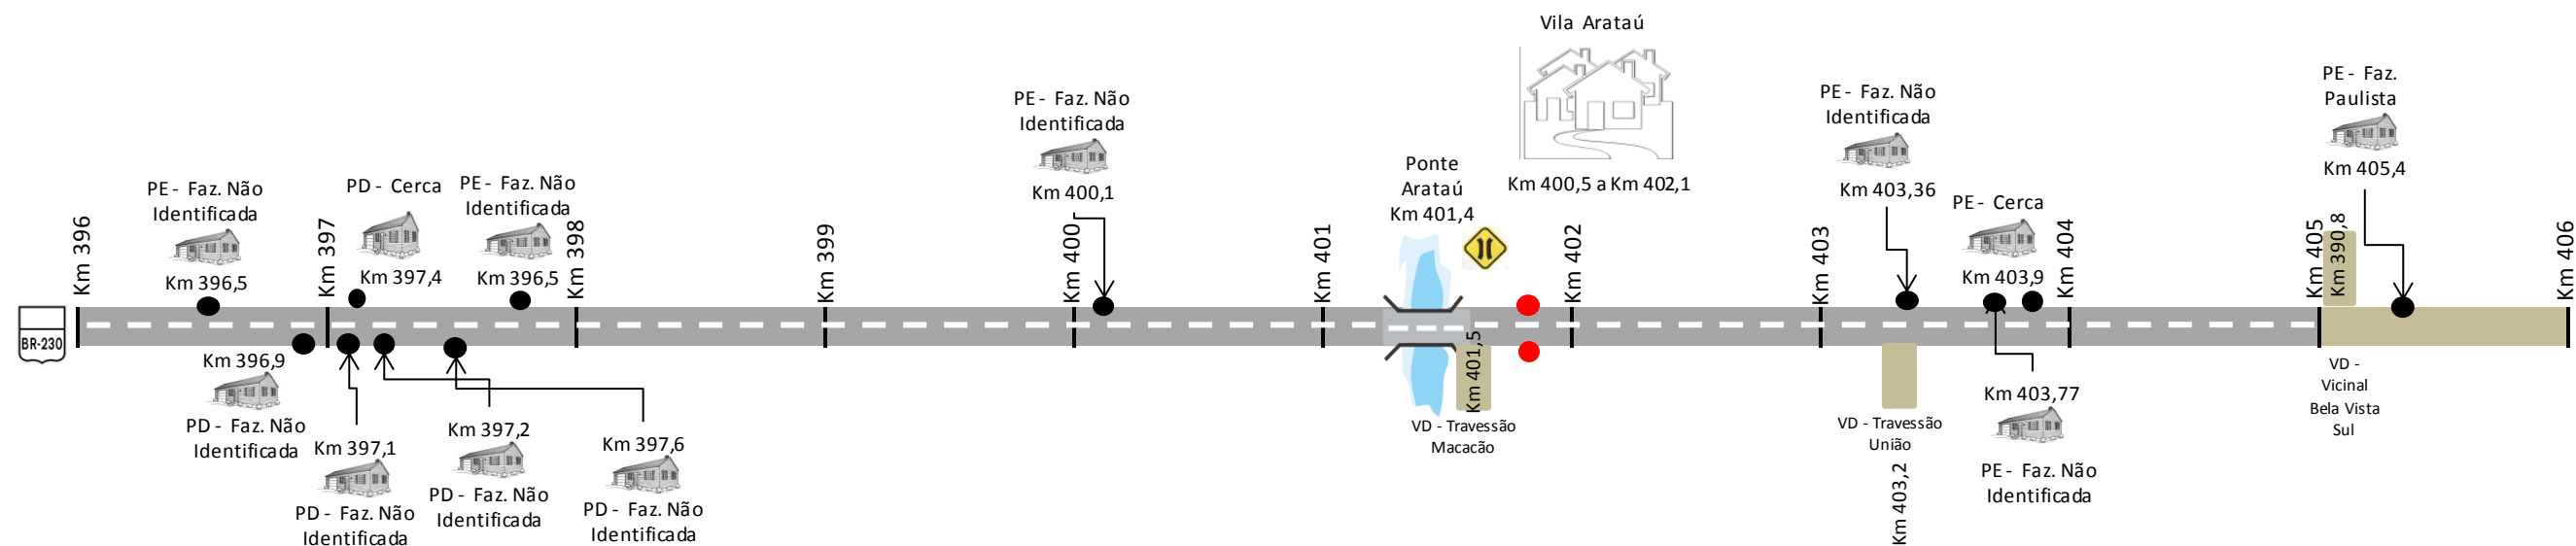 Vila Arataú
Km 400,5 a Km 402,1
PE - Faz.
Paulista
Km 405,4
PE - Faz. Não
Identificada
Km 400,1
PE - Faz. Não
Identificada
Km 403,36
Ponte
Arataú
Km 401,4
PE - Faz. Não
Identificada
Km 396,5
PD - Cerca
Km 397,4
PE - Faz. Não
Identificada
Km 396,5
PE - Cerca
Km 403,9
Km 396
Km 397
Km 398
Km 399
Km 400
Km 401
Km 402
Km 403
Km 404
Km 405
Km 390,8
Km 406
BR-230
Km 396,9
PD - Faz. Não
Identificada
Km 397,1
PD - Faz. Não
Identificada
Km 397,2
PD - Faz. Não
Identificada
Km 397,6
PD - Faz. Não
Identificada
Km 401,5
VD - Travessão
Macacão
VD - Travessão
União
Km 403,2
Km 403,77
PE - Faz. Não
Identificada
VD -
Vicinal
Bela Vista
Sul